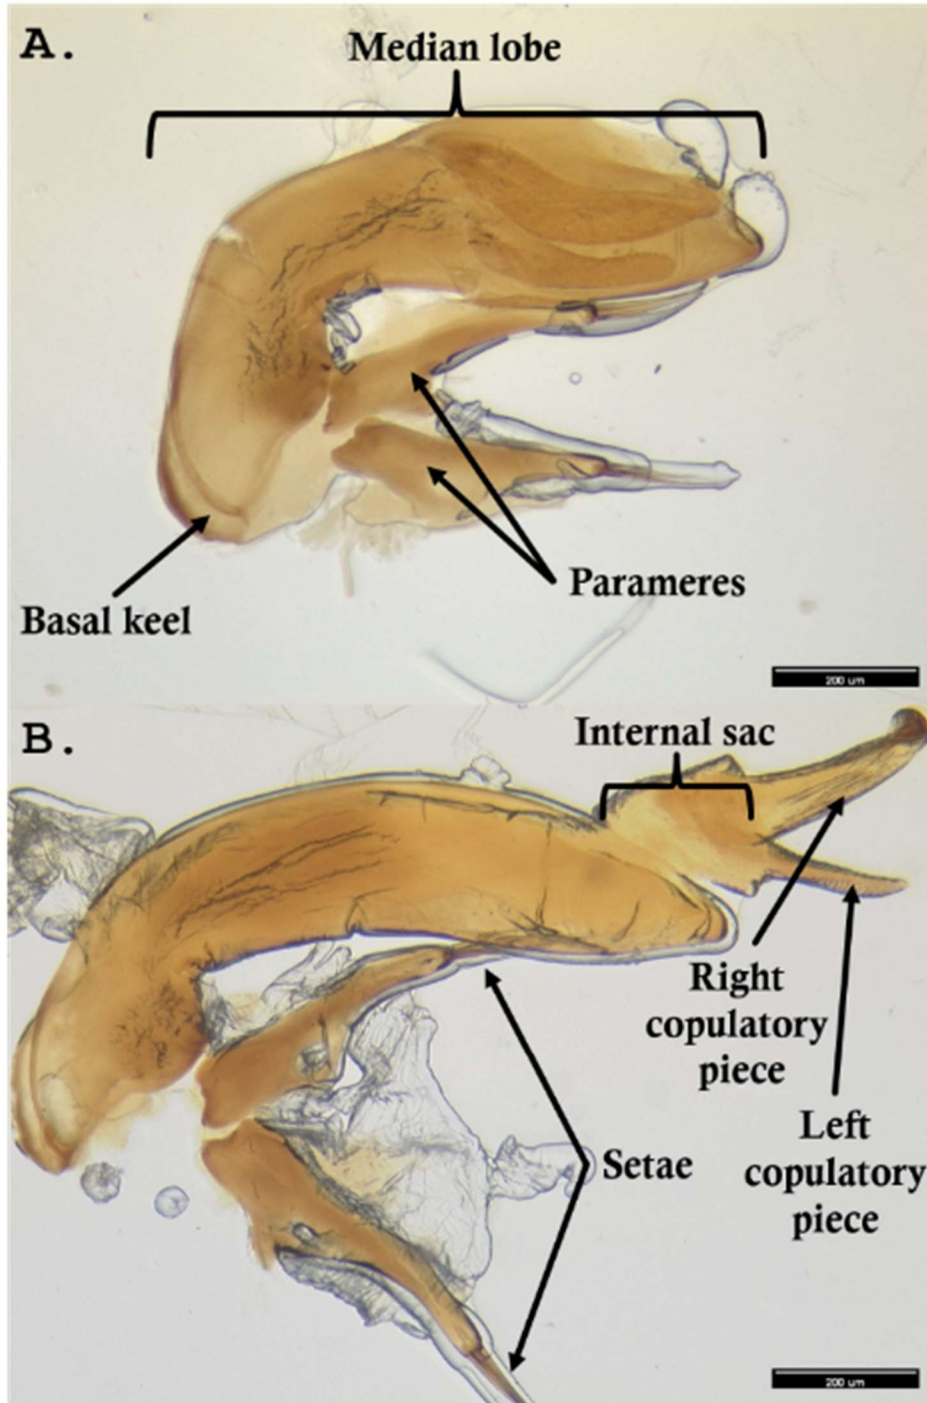 A.
Median lobe
Parameres
Basal keel
200 um
B.
Internal sac
Right
copulatory
piece
Left
copulatory
piece
Setae
200 um